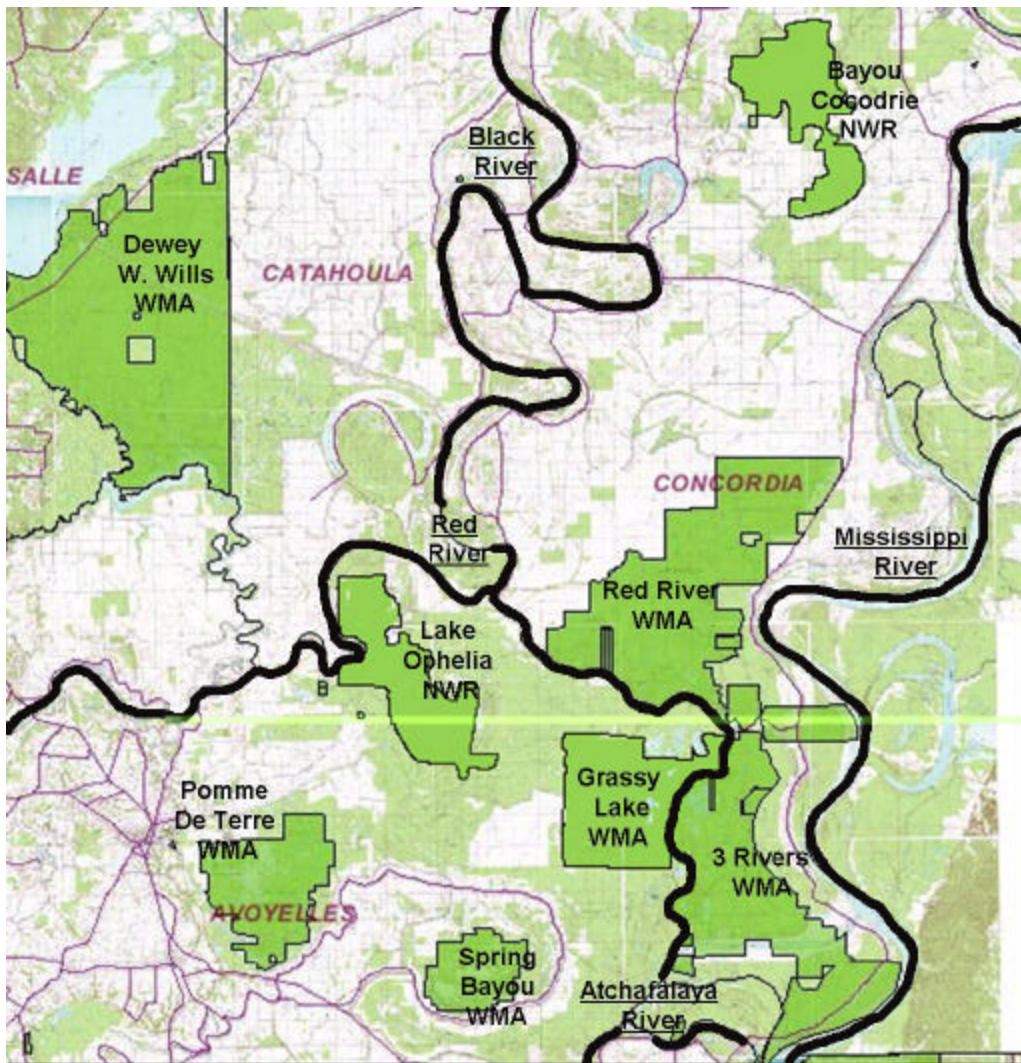 Bayou
Cocodrie
NWR
Black
River
SALLE
Dewey
W. Wills
WMA
CATAHOULA
CONCORDIA
Red
River
Mississippi
River
Red River
WMA
Lake
Ophelia
NWR
Grassy
Lake
WMA
Pomme
De Terre
WMA
3 Rivers
WMA
AVOYELLES
Spring
Bayou
WMA
Atchafalaya
River